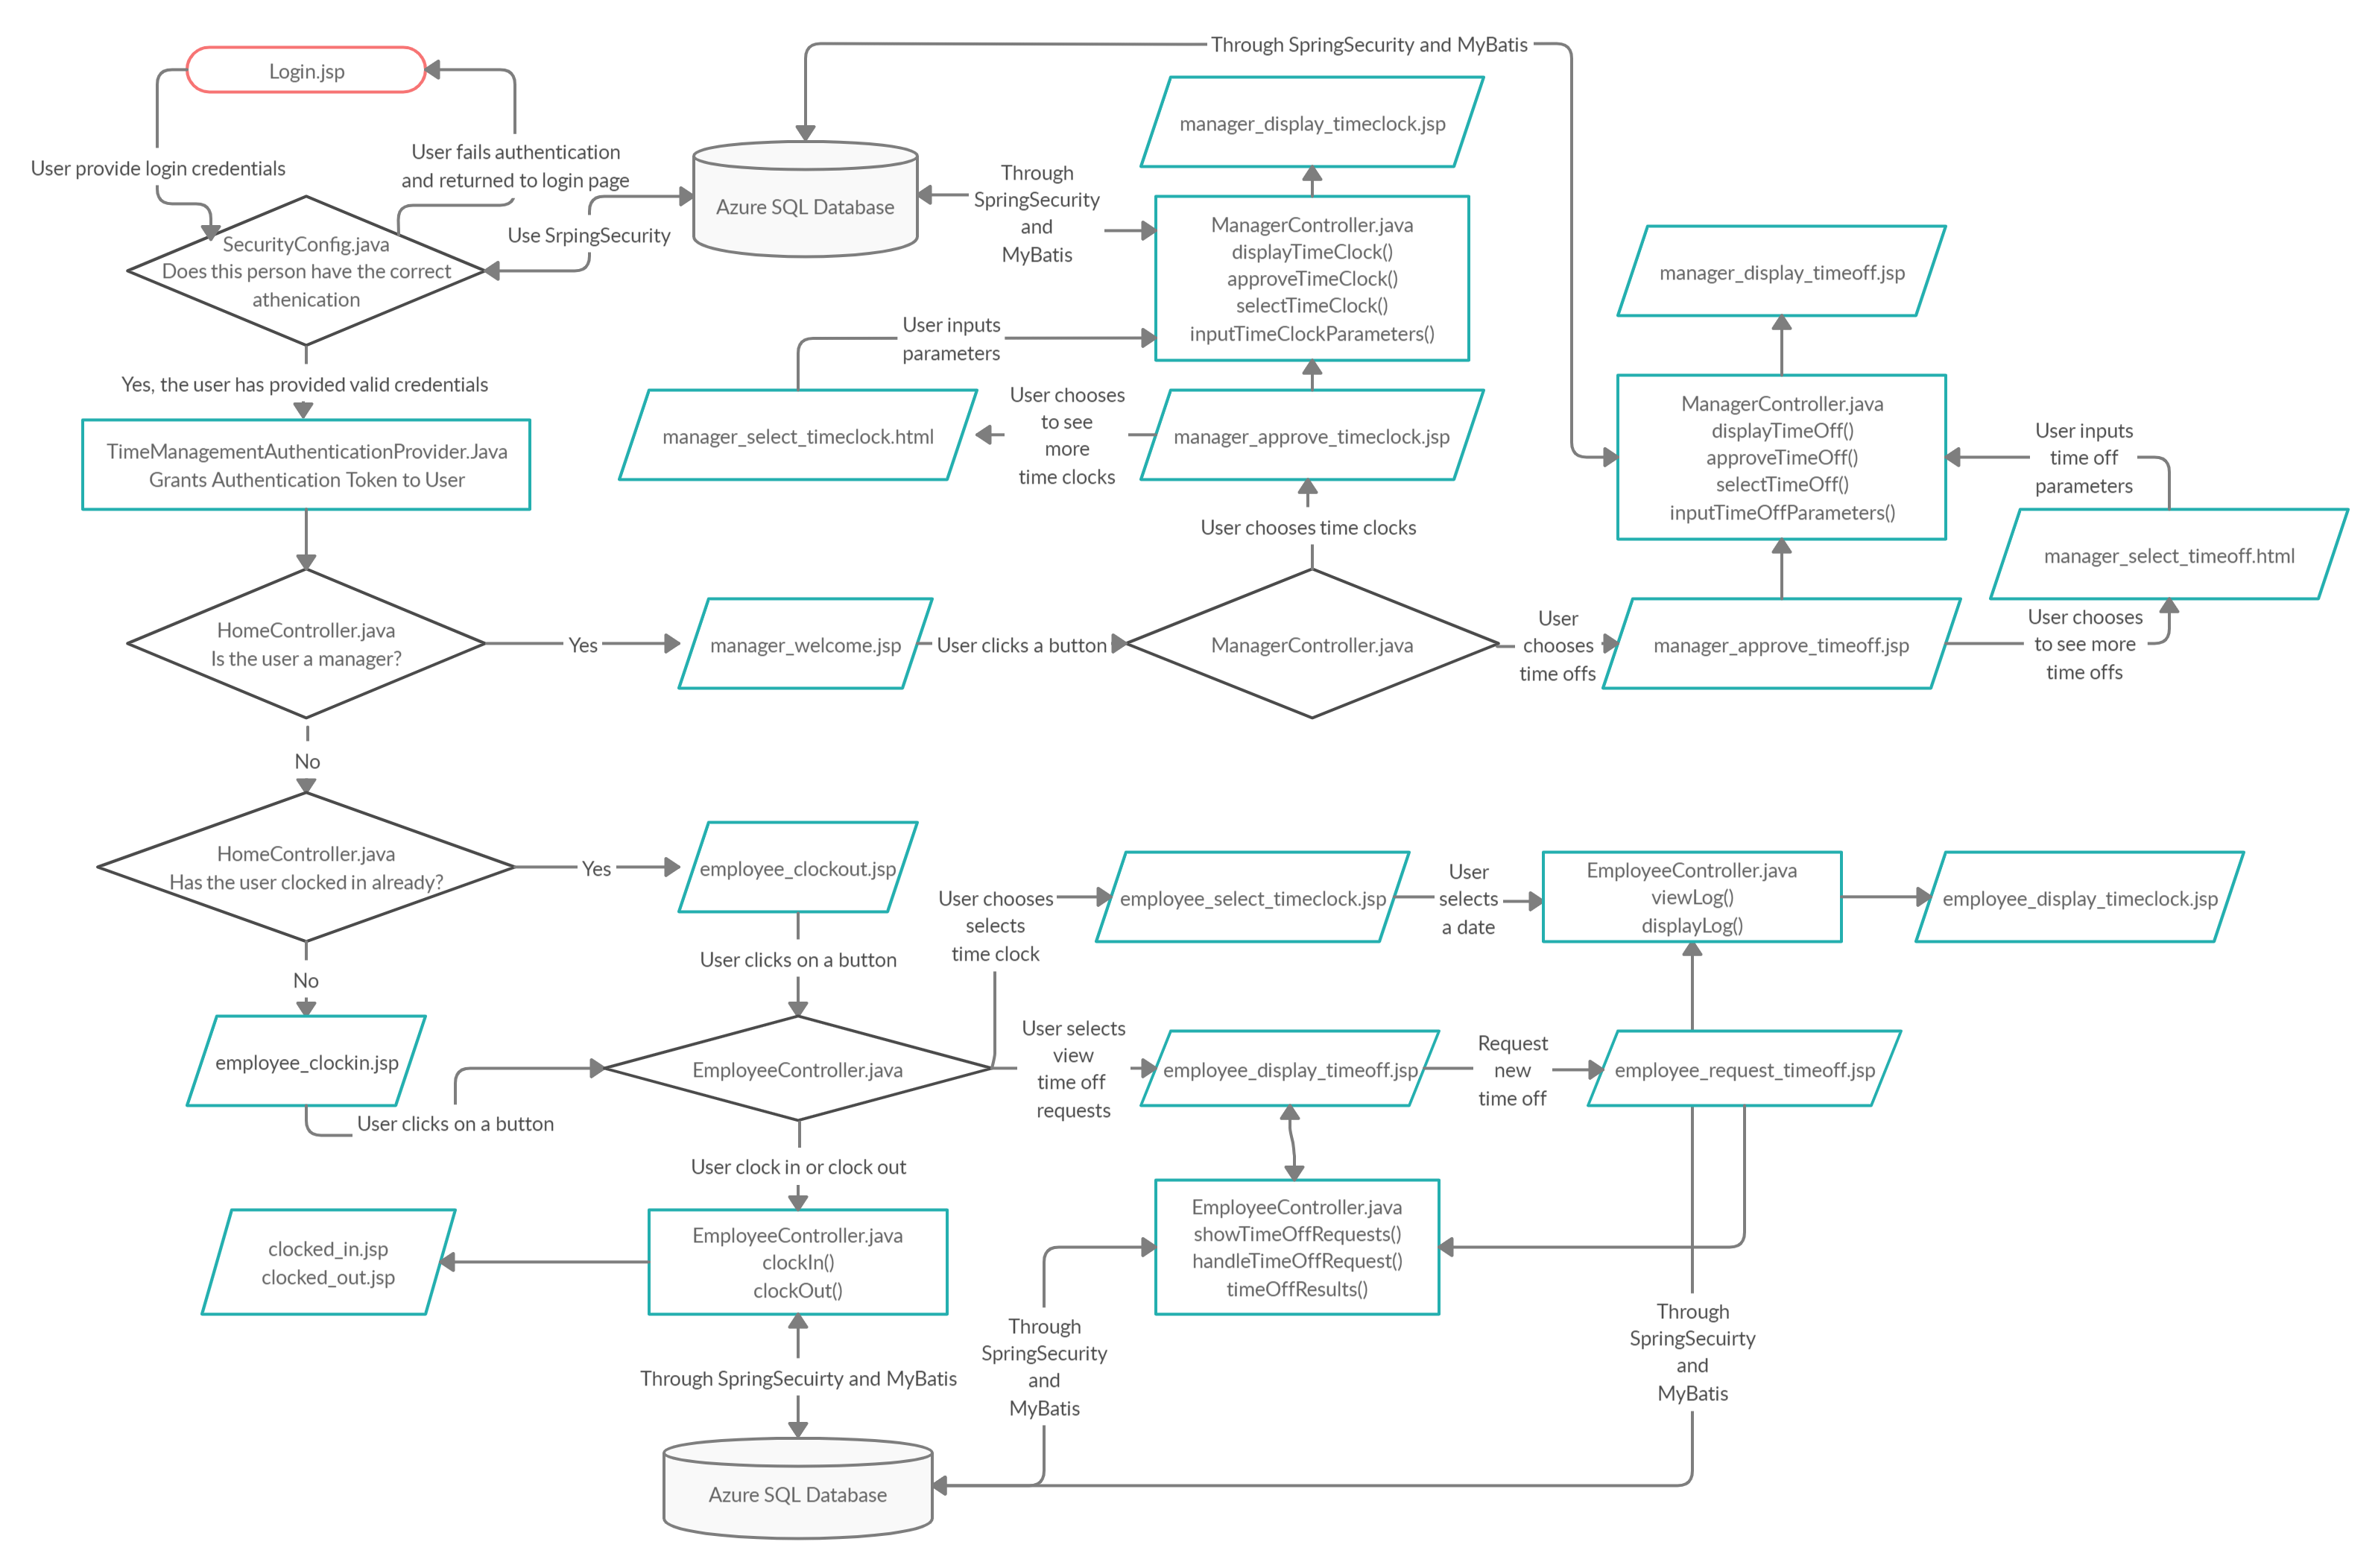 Through SpringSecurity and MyBatis
Login.jsp
manager_display_timeclock.jsp
User provide login credentials
User fails authentication
and returned to login page
Azure SQL Database
Through
SpringSecurity
and
MyBatis
Use SrpingSecurity
SecurityConfig.java
Does this person have the correct
athenication
ManagerController.java
displayTimeClock()
approveTimeClock()
selectTimeClock()
inputTimeClockParameters()
manager_display_timeoff.jsp
User inputs
parameters
Yes, the user has provided valid credentials
manager_select_timeclock.html
User chooses
to see
more
time clocks
manager_approve_timeclock.jsp
ManagerController.java
displayTimeOff()
approveTimeOff()
selectTimeOff()
inputTimeOffParameters()
User inputs
time off
parameters
TimeManagementAuthenticationProvider.Java
Grants Authentication Token to User
User chooses time clocks
manager_select_timeoff.html
HomeController.java
Is the user a manager?
Yes
manager_welcome.jsp
User clicks a button
ManagerController.java
User
chooses
time offs
manager_approve_timeoff.jsp
User chooses
to see more
time offs
No
HomeController.java
Has the user clocked in already?
Yes
employee_clockout.jsp
User chooses
selects
time clock
employee_select_timeclock.jsp
User
selects
a date
EmployeeController.java
viewLog()
displayLog()
employee_display_timeclock.jsp
User clicks on a button
No
employee_clockin.jsp
User clicks on a button
EmployeeController.java
User selects
view
time off
requests
employee_display_timeoff.jsp
Request
new
time off
employee_request_timeoff.jsp
User clock in or clock out
clocked_in.jsp
clocked_out.jsp
EmployeeController.java
clockIn()
clockOut()
EmployeeController.java
showTimeOffRequests()
handleTimeOffRequest()
timeOffResults()
Through SpringSecuirty and MyBatis
Through
SpringSecurity
and
MyBatis
Through
SpringSecuirty
and
MyBatis
Azure SQL Database